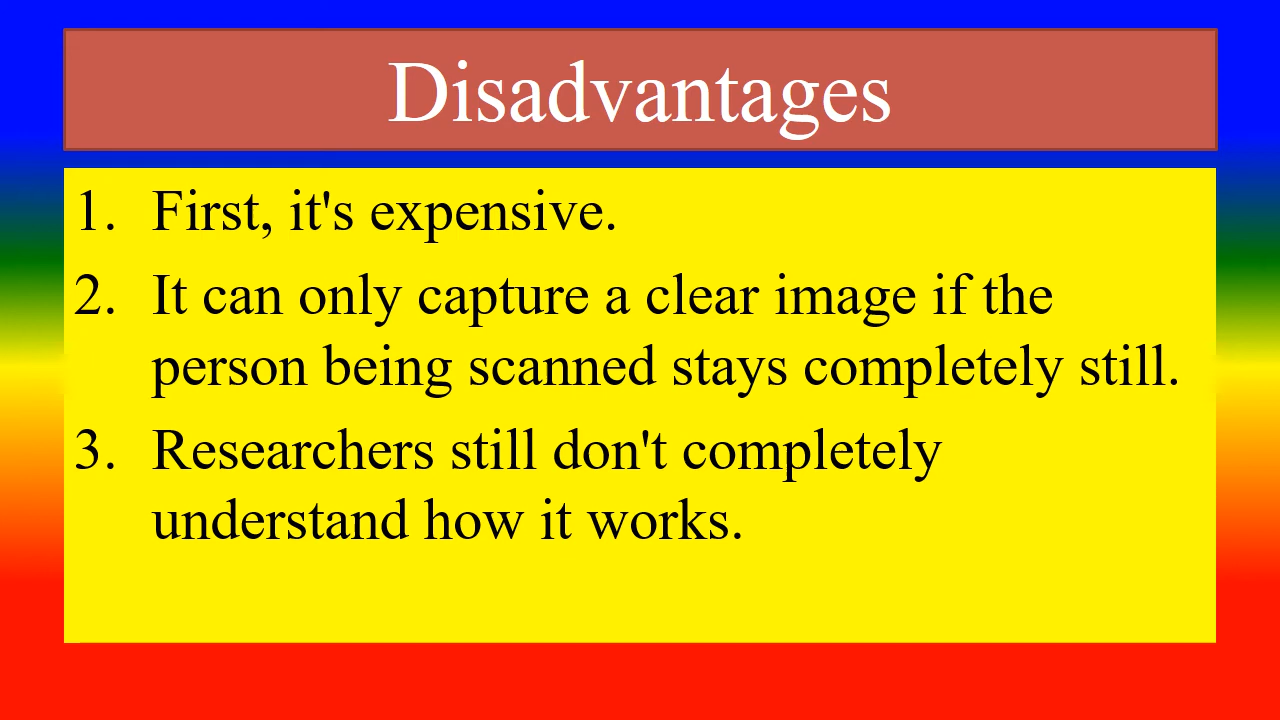 Disadvantages
1. First, it's expensive.
2. It can only capture a clear image if the
person being scanned stays completely still.
3. Researchers still don't completely
understand how it works.